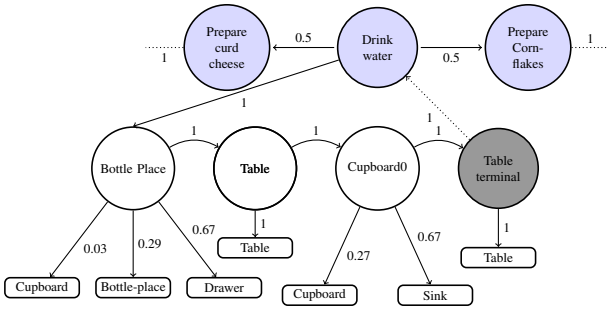 Prepare
curd
cheese
Drink
water
Prepare
Corn-
flakes
1
0.5
0.5
1
1
1
Bottle Place
1
Table
1
Cupboard0
1
Table
terminal
0.03
0.29
0.67
1
0.27
0.67
1
Table
Table
Cupboard
Bottle-place
Drawer
Cupboard
Sink